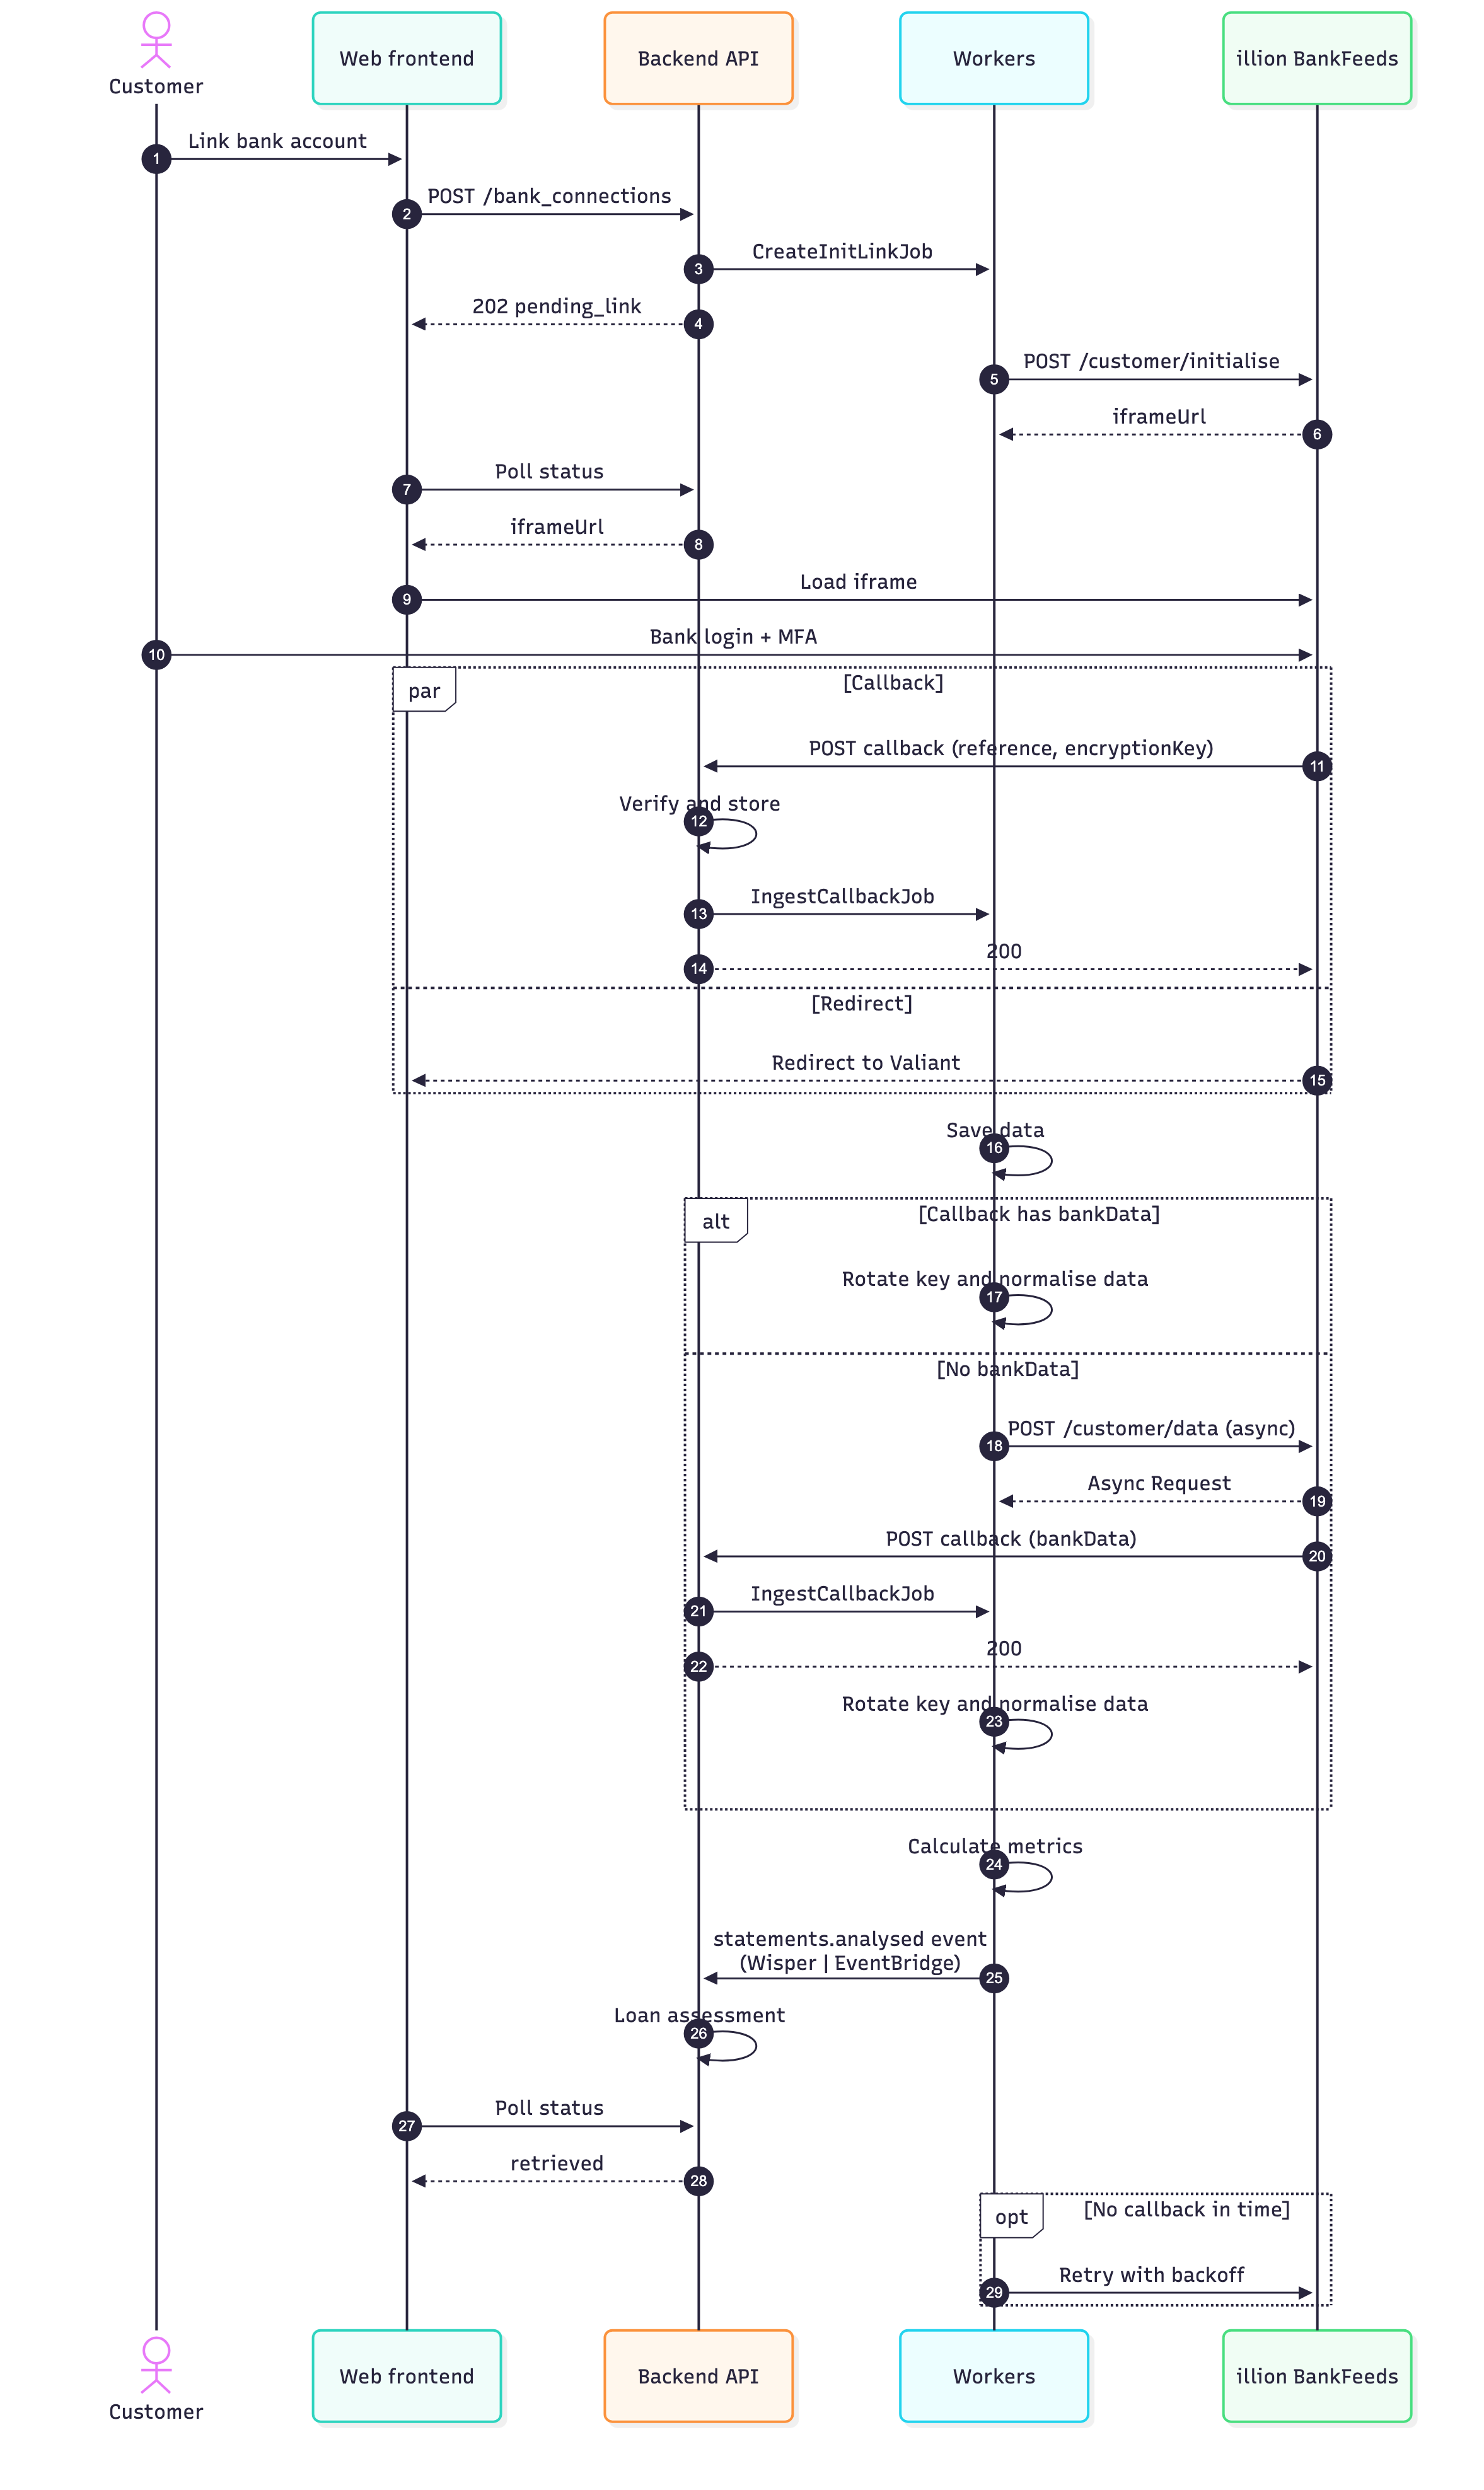 Customer
Web frontend
Backend API
Workers
illion BankFeeds
Link bank account
1
POST /bank_connections
2
CreateInitLinkJob
3
202 pending_link
4
POST /customer/initialise
5
iframeUrl
6
Poll status
7
iframeUrl
8
Load iframe
9
Bank login + MFA
10
par
[Callback]
POST callback (reference, encryptionKey)
11
Verify and store
12
IngestCallbackJob
13
200
14
[Redirect]
Redirect to Valiant
15
Save data
16
alt
[Callback has bankData]
Rotate key and normalise data
17
[No bankData]
POST /customer/data (async)
18
Async Request
19
POST callback (bankData)
20
IngestCallbackJob
21
200
22
Rotate key and normalise data
23
Calculate metrics
24
statements.analysed event
(Wisper | EventBridge)
25
Loan assessment
26
Poll status
27
retrieved
28
opt
[No callback in time]
Retry with backoff
29
Customer
Web frontend
Backend API
Workers
illion BankFeeds